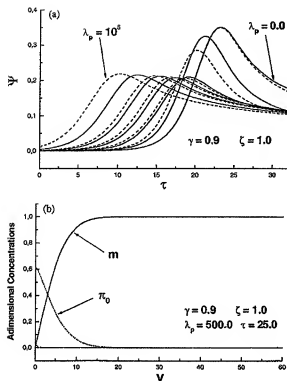 (a)
λp = 10⁸
λp = 0.0
0,4
0,3
0,2
0,1
0,0
Ψ
γ = 0.9 ζ = 1.0
0 5 10 15 20 25 30
τ
(b)
1,0
0,8
0,6
0,4
0,2
0,0
Adimensional Concentrations
m
π₀
γ = 0.9 ζ = 1.0
λp = 500.0 τ = 25.0
0 10 20 30 40 50 60